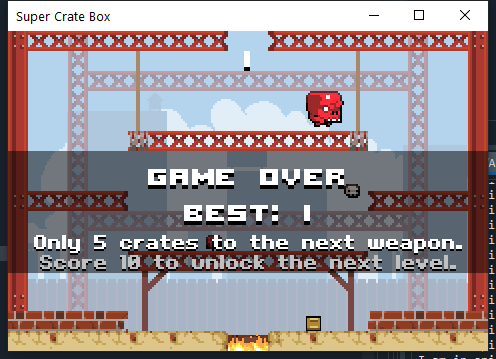 Super Crate Box
1
GAME OVER
BEST: 1
Only 5 crates to the next weapon.
Score 10 to unlock the next level.